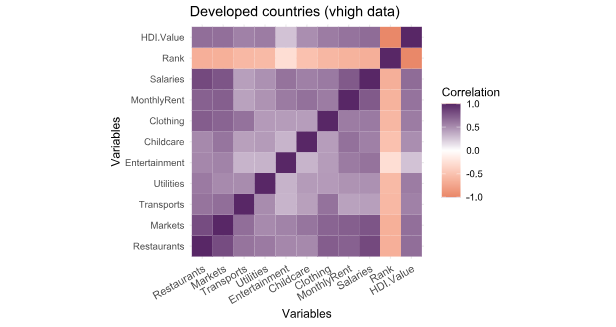 Developed countries (vhigh data)
HDI.Value
Rank
Salaries
MonthlyRent
Clothing
Childcare
Entertainment
Utilities
Transports
Markets
Restaurants
Variables
Restaurants
Markets
Transports
Utilities
Entertainment
Childcare
Clothing
MonthlyRent
Salaries
Rank
HDI.Value
Variables
Correlation
1.0
0.5
0.0
-0.5
-1.0